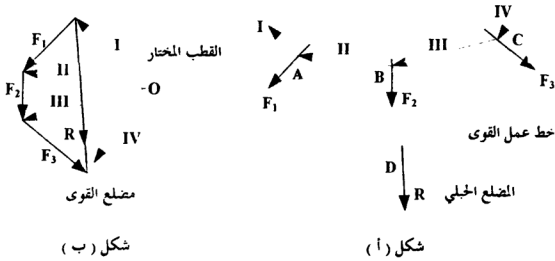 F₁
I
القطب المختار
II
-O
F₂
III
R
IV
F₃
مضلع القوى
شكل ( ب )
I
II
III
IV
A
B
C
F₁
F₂
F₃
خط عمل القوى
D
المضلع الحبلي
R
شكل ( أ )